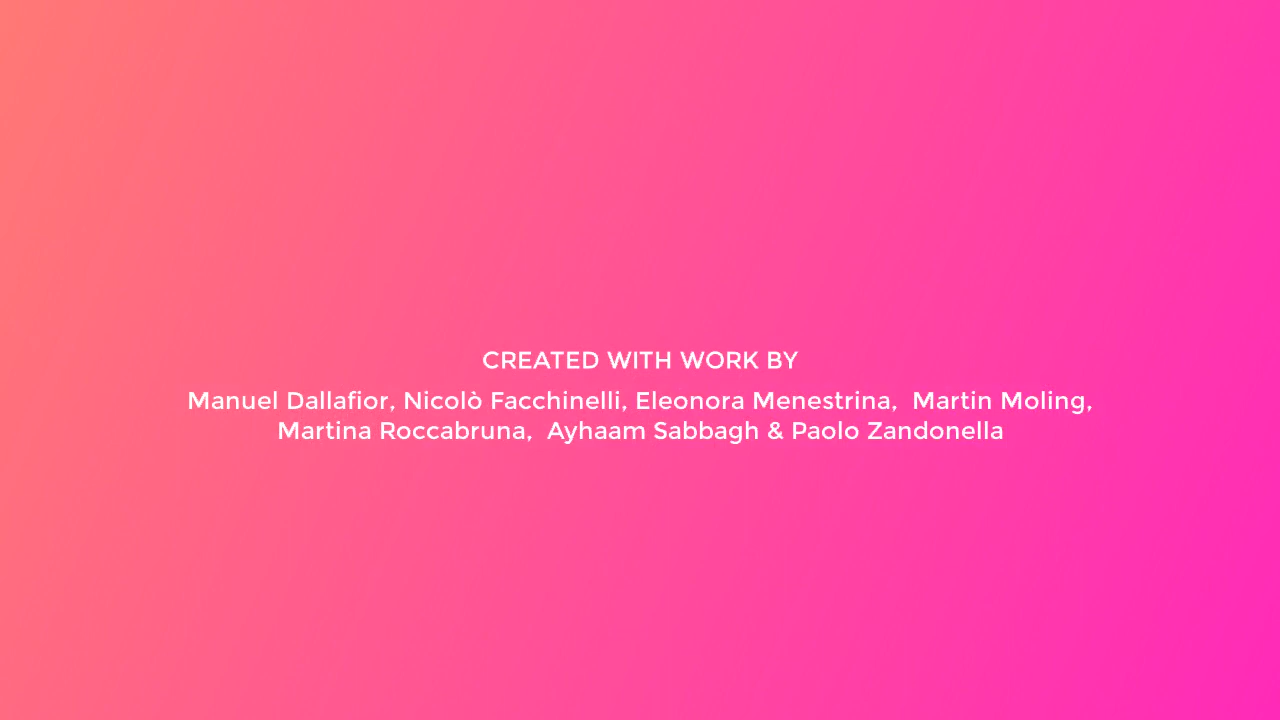 CREATED WITH WORK BY
Manuel Dallafior, Nicolò Facchinelli, Eleonora Menestrina,  Martin Moling,
Martina Roccabruna,  Ayhaam Sabbagh & Paolo Zandonella